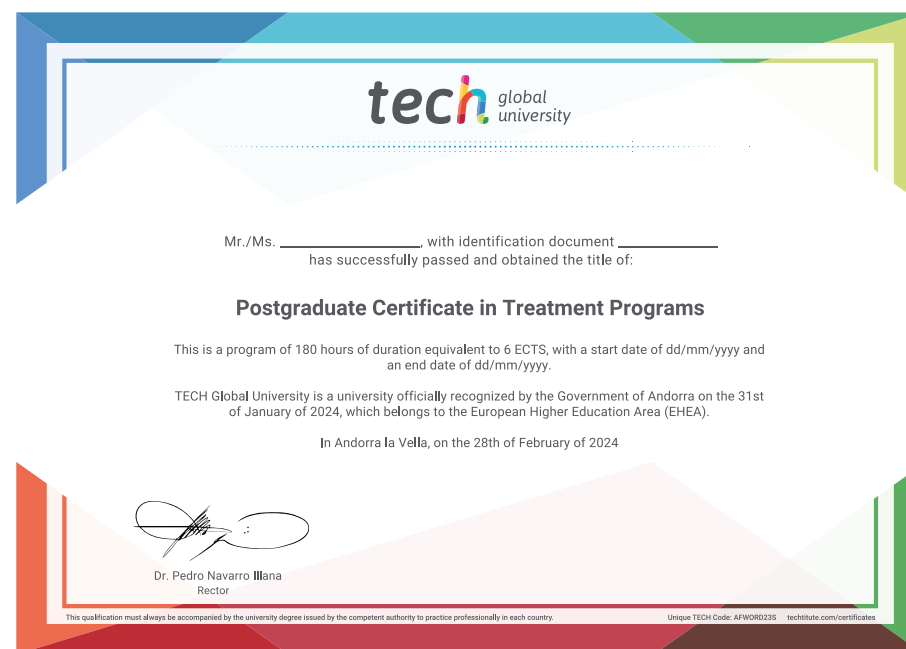 tech global
university
Mr./Ms. ____________________, with identification document ______________
has successfully passed and obtained the title of:
Postgraduate Certificate in Treatment Programs
This is a program of 180 hours of duration equivalent to 6 ECTS, with a start date of dd/mm/yyyy and
an end date of dd/mm/yyyy.
TECH Global University is a university officially recognized by the Government of Andorra on the 31st
of January of 2024, which belongs to the European Higher Education Area (EHEA).
In Andorra la Vella, on the 28th of February of 2024
Dr. Pedro Navarro Illana
Rector
This qualification must always be accompanied by the university degree issued by the competent authority to practice professionally in each country.
Unique TECH Code: AFWORD23S techtitute.com/certificates